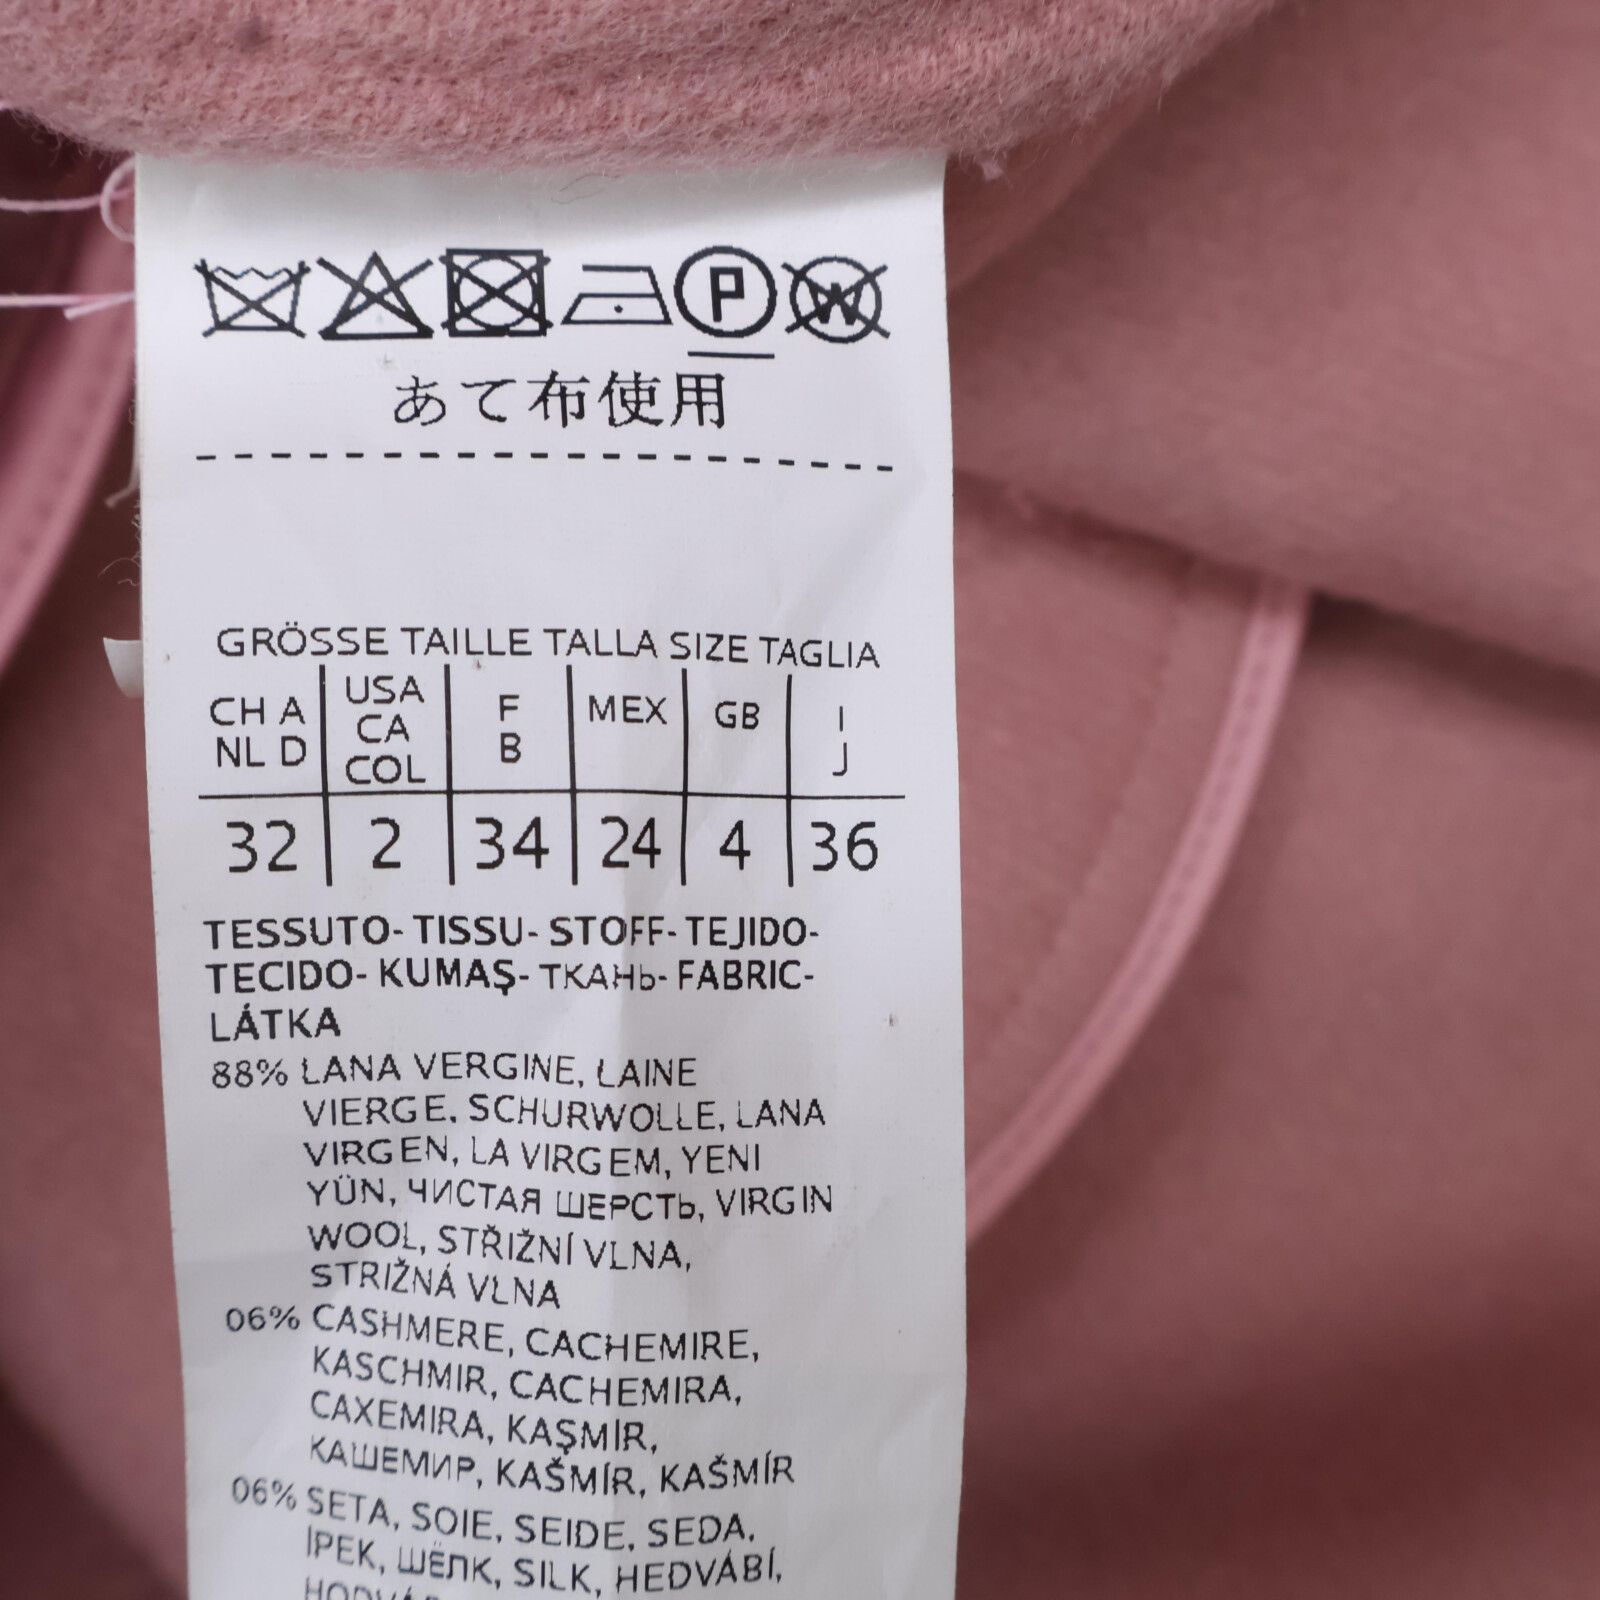 P W
あて布使用
GRÖSSE TAILLE TALLA SIZE TAGLIA
CH A NL D USA CA COL F B MEX GB I J
32 2 34 24 4 36
TESSUTO- TISSU- STOFF- TEJIDO-
TECIDO- KUMAŞ- ТКАНЬ- FABRIC-
LÁTKA
88% LANA VERGINE, LAINE
VIERGE, SCHURWOLLE, LANA
VIRGEN, LA VIRGEM, YENI
YÜN, ЧИСТАЯ ШЕРСТЬ, VIRGIN
WOOL, STŘIŽNÍ VLNA,
STRIŽNÁ VLNA
06% CASHMERE, CACHEMIRE,
KASCHMIR, CACHEMIRA,
CAXEMIRA, KAŞMİR,
КАШЕМИР, KAŠMÍR, KAŠMÍR
06% SETA, SOIE, SEIDE, SEDA,
İPEK, ШЁЛК, SILK, HEDVÁBÍ,